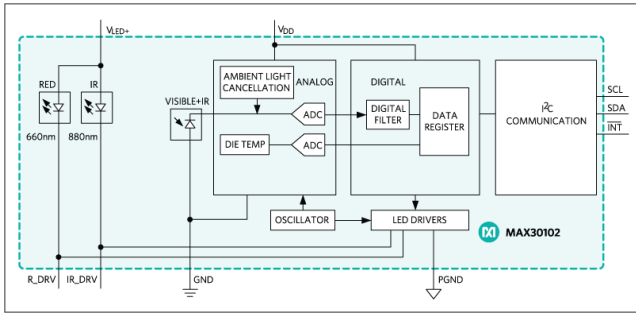 VLED+
VDD
RED
IR
660nm
880nm
VISIBLE+IR
AMBIENT LIGHT
CANCELLATION
ANALOG
ADC
DIE TEMP
ADC
DIGITAL
DIGITAL
FILTER
DATA
REGISTER
I²C
COMMUNICATION
SCL
SDA
INT
OSCILLATOR
LED DRIVERS
MAX30102
R_DRV
IR_DRV
GND
PGND